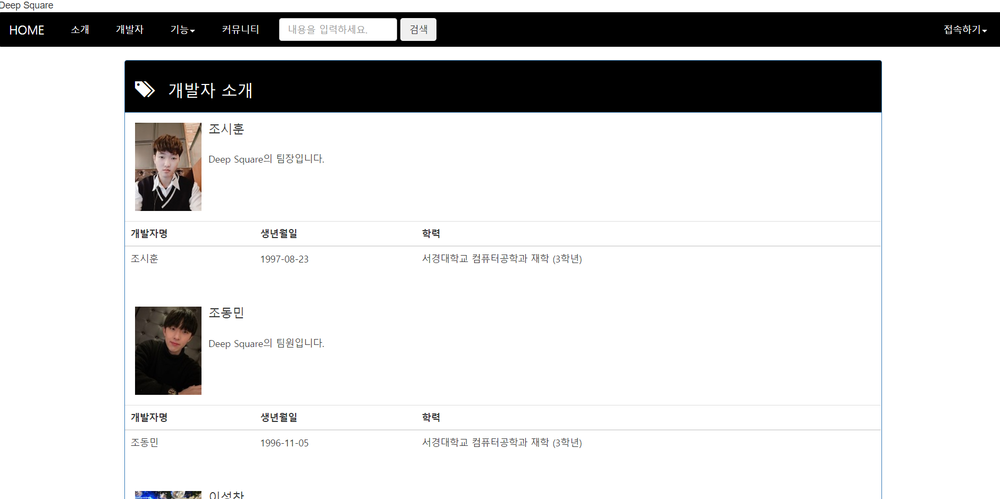 Deep Square
HOME 소개 개발자 기능 커뮤니티 내용을 입력하세요. 검색 접속하기
개발자 소개
조시훈
Deep Square의 팀장입니다.
개발자명 생년월일 학력
조시훈 1997-08-23 서경대학교 컴퓨터공학과 재학 (3학년)
조동민
Deep Square의 팀원입니다.
개발자명 생년월일 학력
조동민 1996-11-05 서경대학교 컴퓨터공학과 재학 (3학년)